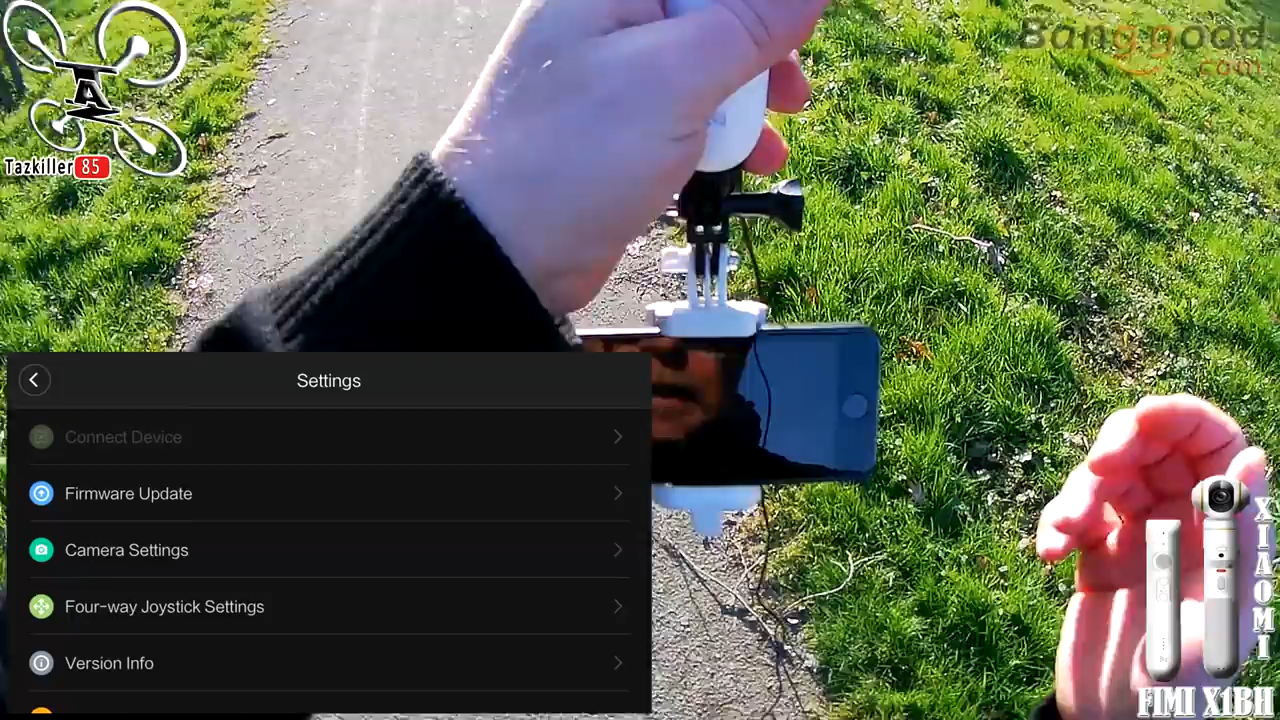 Banggood
.com
A
Tazkiller 85
Settings
Connect Device
Firmware Update
Camera Settings
Four-way Joystick Settings
Version Info
XIAOMI
FIMI X1BH